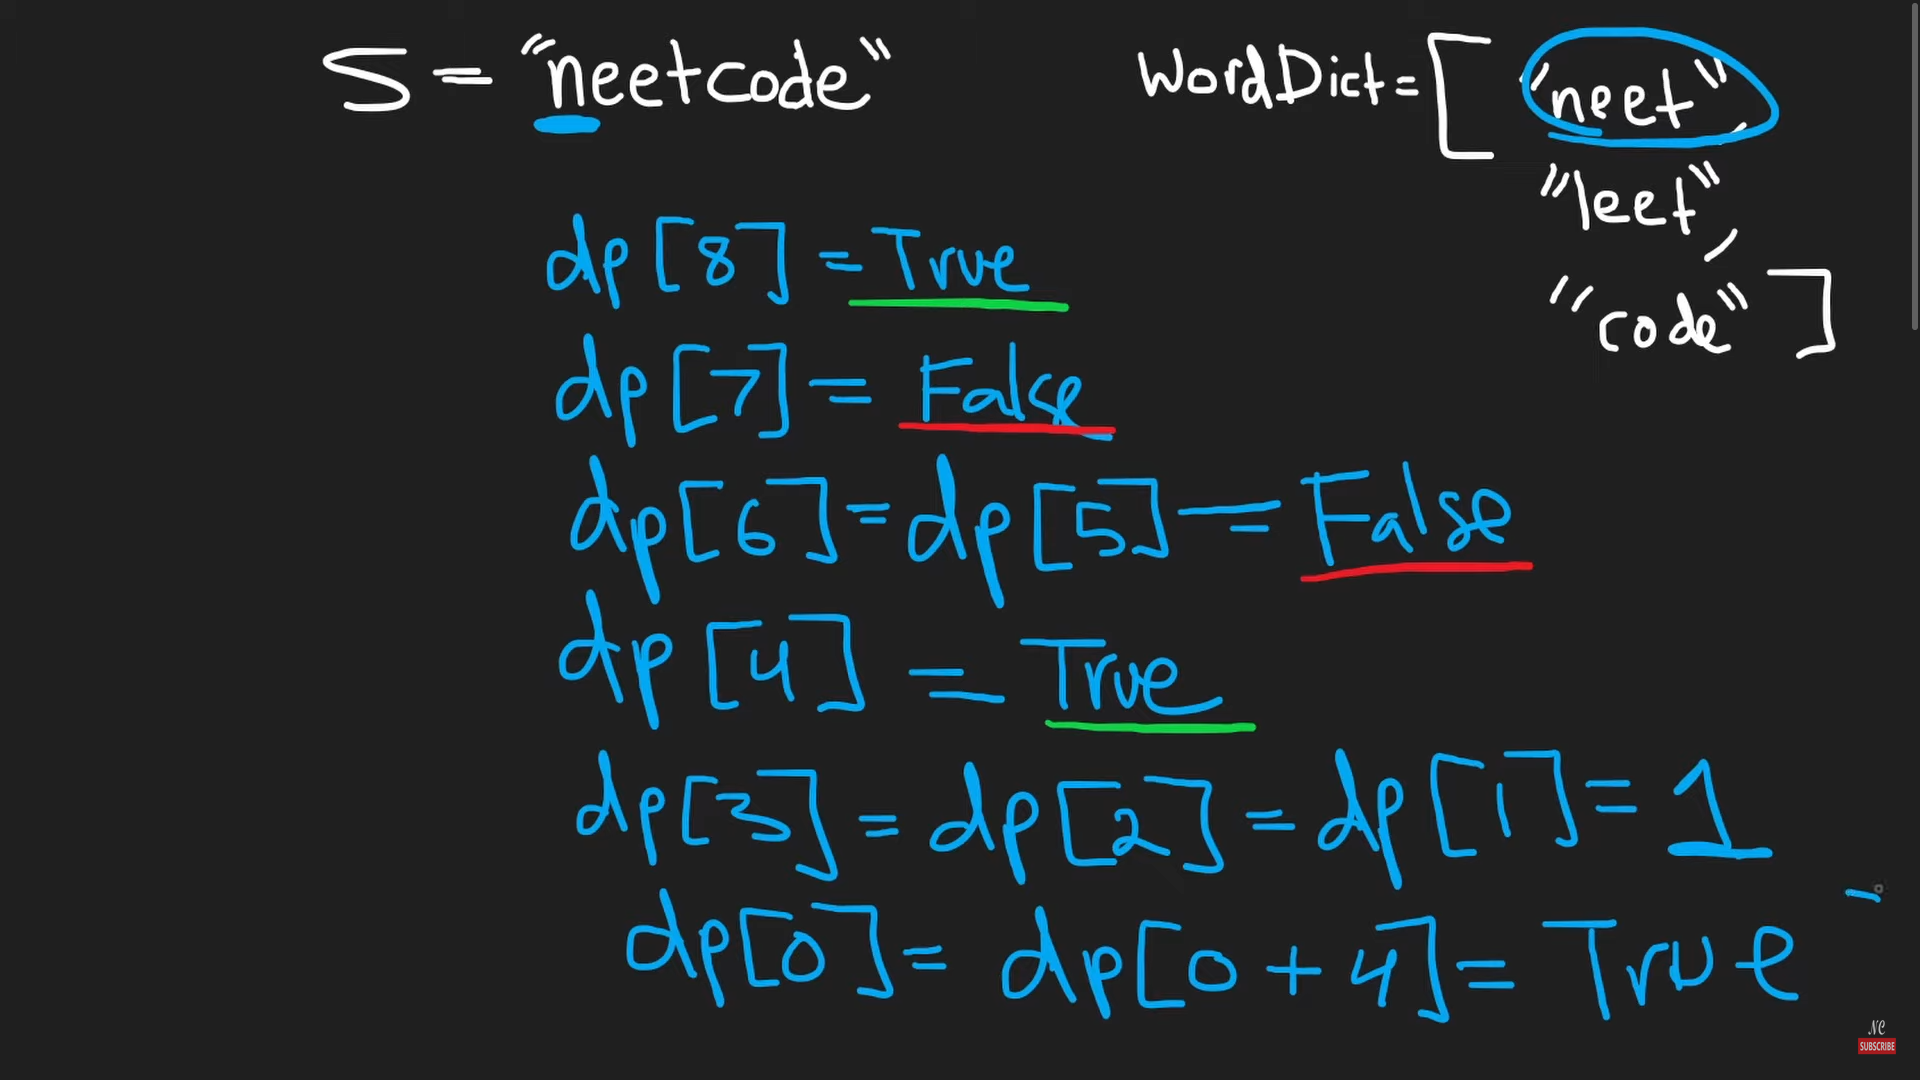 S = "neetcode"
WordDict = [ "neet",
"leet",
"code" ]
dp[8] = True
dp[7] = False
dp[6] = dp[5] = False
dp[4] = True
dp[3] = dp[2] = dp[1] = 1
dp[0] = dp[0 + 4] = True
NC
SUBSCRIBE